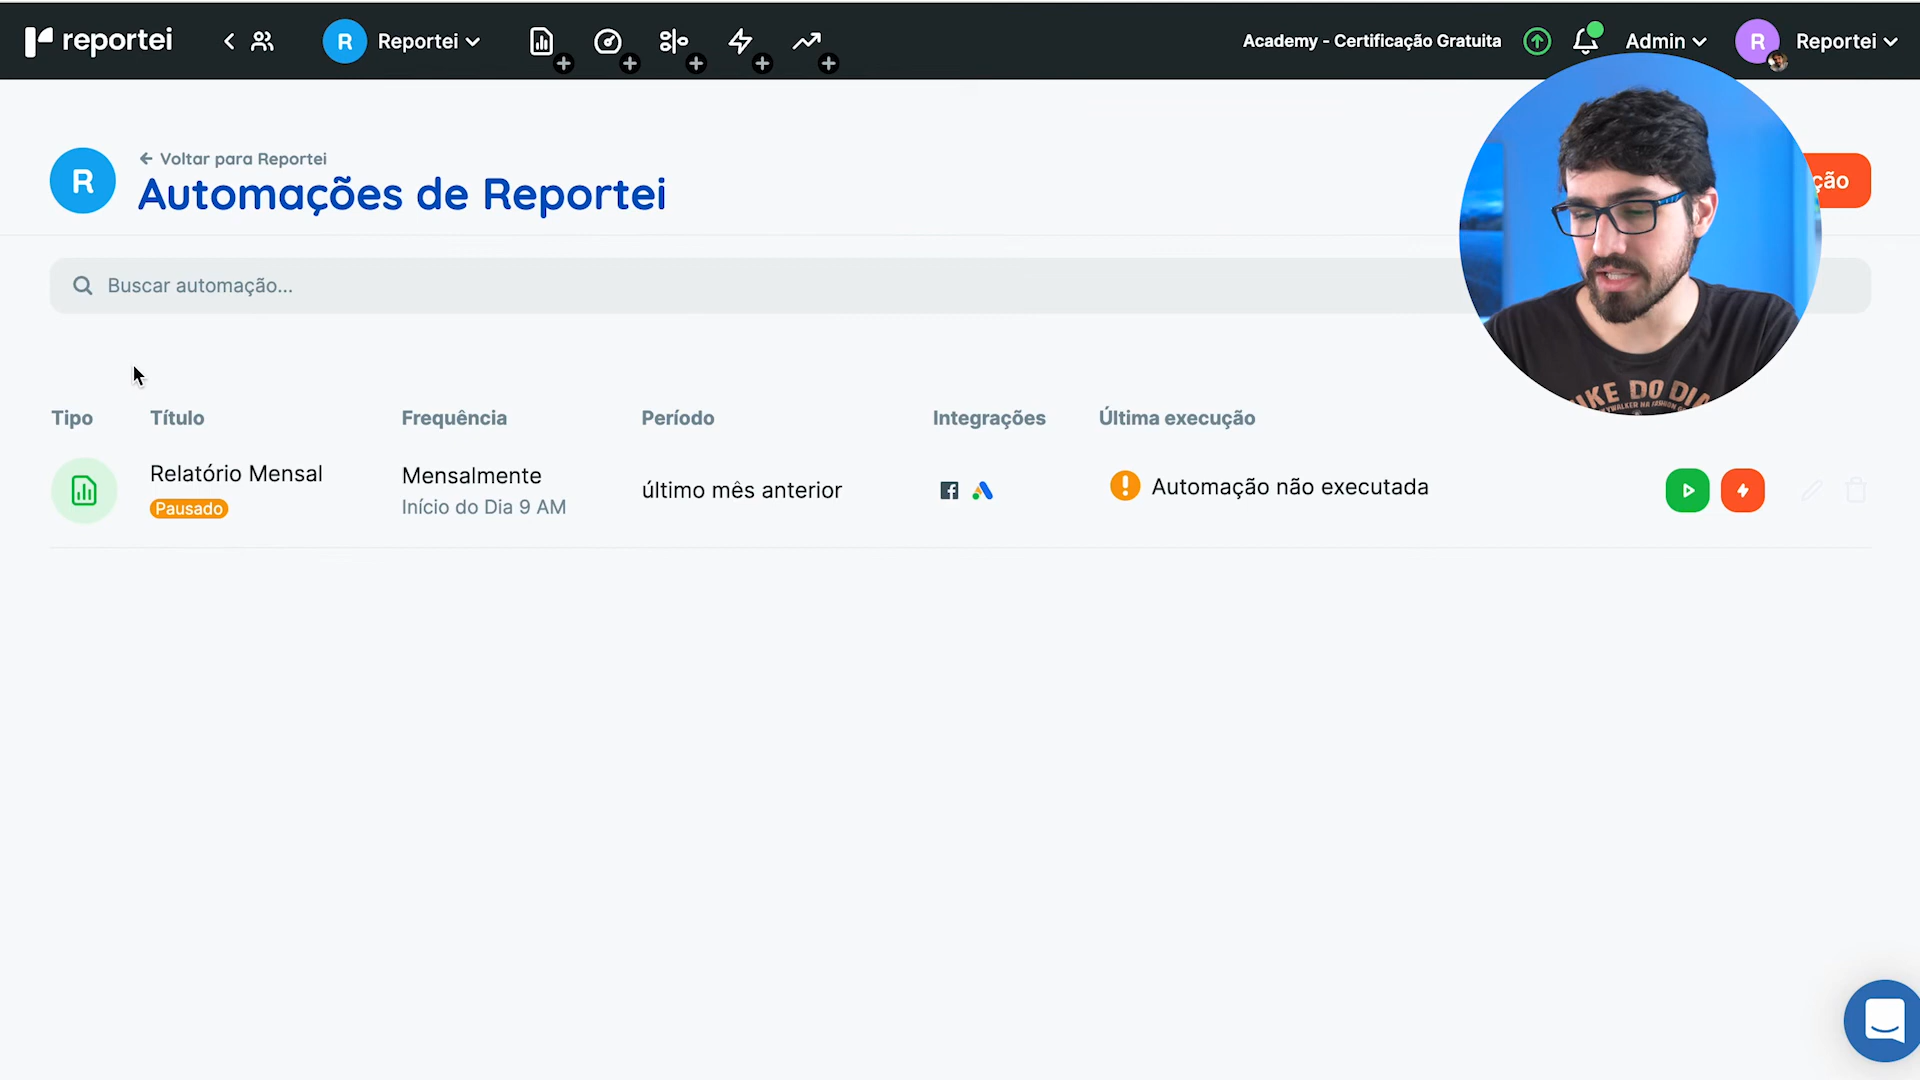 reportei
R Reportei
Academy - Certificação Gratuita
Admin
R Reportei
R
← Voltar para Reportei
Automações de Reportei
Buscar automação...
Tipo Título Frequência Período Integrações Última execução
Relatório Mensal
Pausado
Mensalmente
Início do Dia 9 AM
último mês anterior
Automação não executada